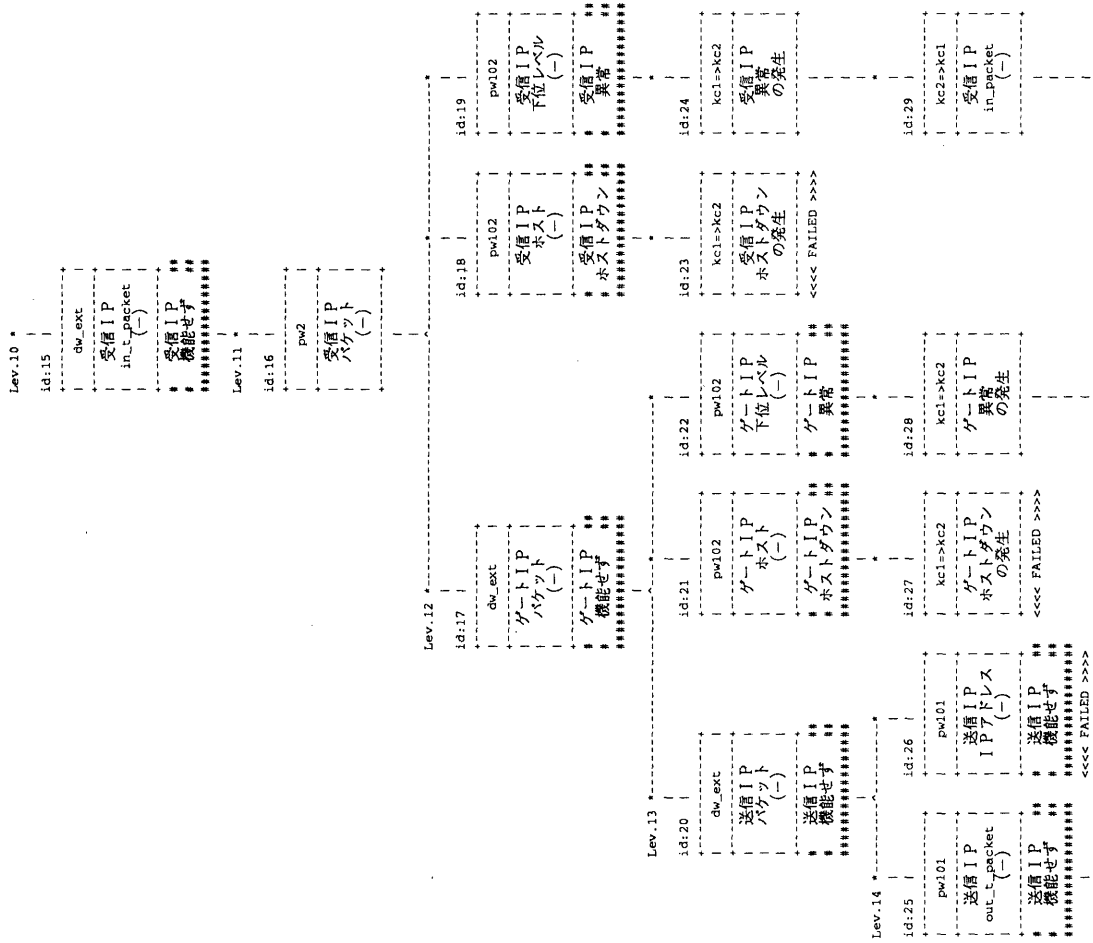 Lev.10
id:15
dw_ext
受信IP
in_t_packet
(-)
受信IP
機能せず
Lev.11
id:16
pw2
受信IP
パケット
(-)
Lev.12
id:17
dw_ext
ゲートIP
パケット
(-)
ゲートIP
機能せず
id:18
pw102
受信IP
ホスト
(-)
受信IP
ホストダウン
id:19
pw102
受信IP
下位レベル
(-)
受信IP
異常
Lev.13
id:20
dw_ext
送信IP
パケット
(-)
送信IP
機能せず
id:21
pw102
ゲートIP
ホスト
(-)
ゲートIP
ホストダウン
id:22
pw102
ゲートIP
下位レベル
(-)
ゲートIP
異常
id:23
kc1=>kc2
受信IP
ホストダウン
の発生
<<<< FAILED >>>>
id:24
kc1=>kc2
受信IP
異常
の発生
Lev.14
id:25
pw101
送信IP
out_t_packet
(-)
送信IP
機能せず
id:26
pw101
送信IP
IPアドレス
(-)
送信IP
機能せず
<<<< FAILED >>>>
id:27
kc1=>kc2
ゲートIP
ホストダウン
の発生
<<<< FAILED >>>>
id:28
kc1=>kc2
ゲートIP
異常
の発生
id:29
kc2=>kc1
受信IP
in_packet
(-)